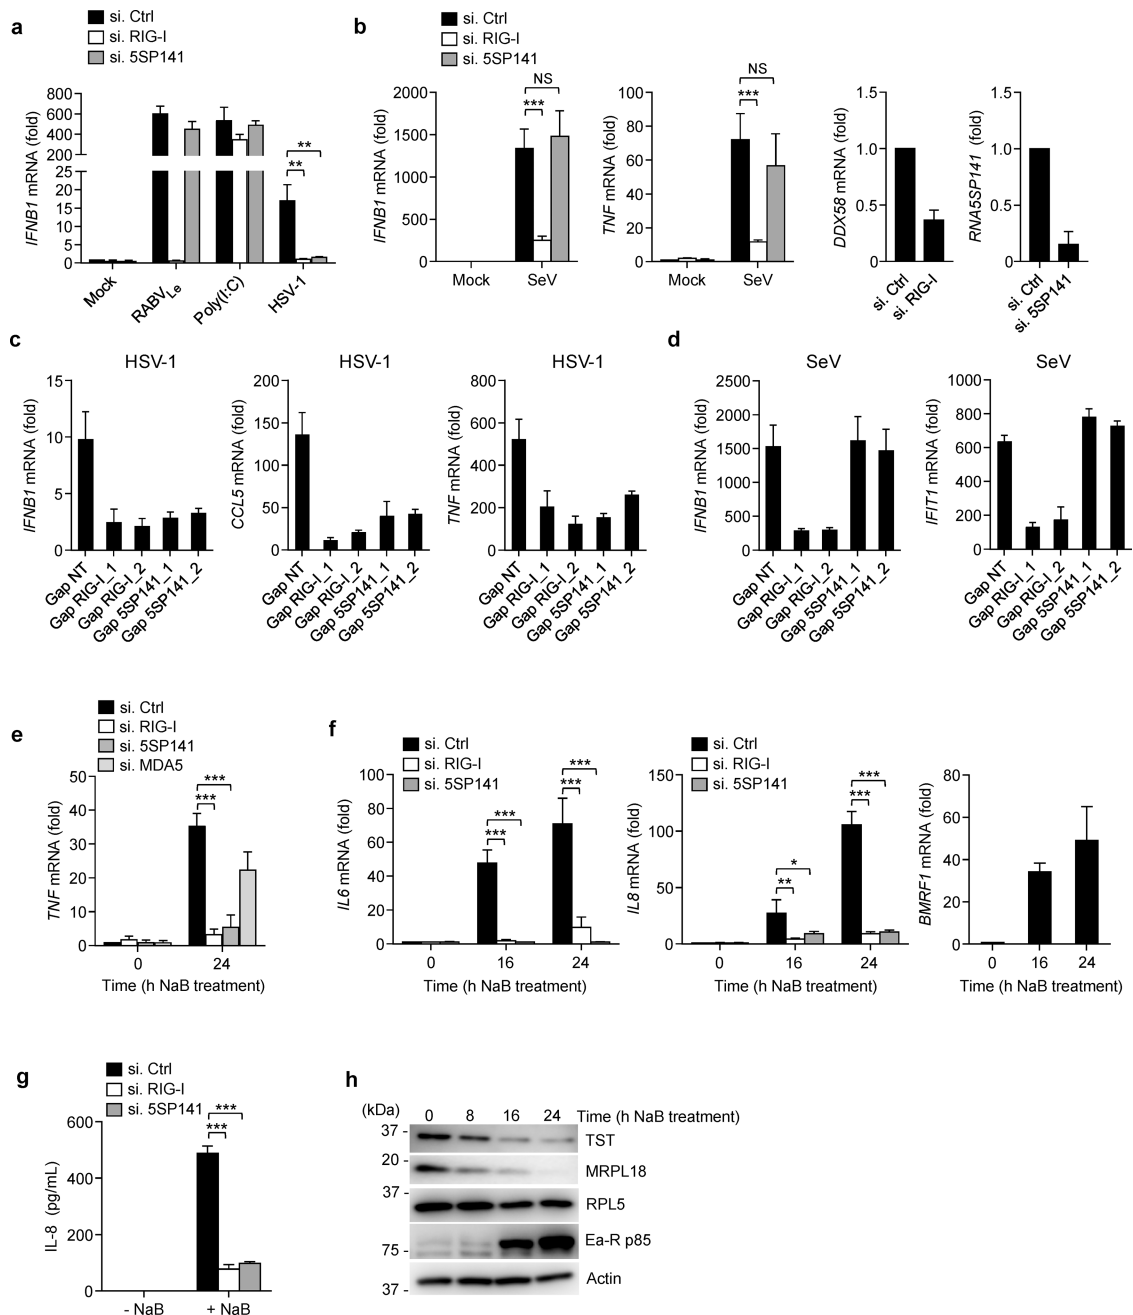 a
si. Ctrl
si. RIG-I
si. 5SP141
IFNB1 mRNA (fold)
800
600
400
200
25
20
15
10
5
0
**
**
Mock
RABVLe
Poly(I:C)
HSV-1
b
si. Ctrl
si. RIG-I
si. 5SP141
IFNB1 mRNA (fold)
2000
1500
1000
500
0
NS
***
Mock
SeV
TNF mRNA (fold)
100
80
60
40
20
0
NS
***
Mock
SeV
DDX58 mRNA (fold)
1.5
1.0
0.5
0
si. Ctrl
si. RIG-I
RNA5SP141 (fold)
1.5
1.0
0.5
0
si. Ctrl
si. 5SP141
c
HSV-1
IFNB1 mRNA (fold)
15
10
5
0
Gap NT
Gap RIG-I_1
Gap RIG-I_2
Gap 5SP141_1
Gap 5SP141_2
HSV-1
CCL5 mRNA (fold)
200
150
100
50
0
Gap NT
Gap RIG-I_1
Gap RIG-I_2
Gap 5SP141_1
Gap 5SP141_2
HSV-1
TNF mRNA (fold)
800
600
400
200
0
Gap NT
Gap RIG-I_1
Gap RIG-I_2
Gap 5SP141_1
Gap 5SP141_2
d
SeV
IFNB1 mRNA (fold)
2500
2000
1500
1000
500
0
Gap NT
Gap RIG-I_1
Gap RIG-I_2
Gap 5SP141_1
Gap 5SP141_2
SeV
IFIT1 mRNA (fold)
1000
800
600
400
200
0
Gap NT
Gap RIG-I_1
Gap RIG-I_2
Gap 5SP141_1
Gap 5SP141_2
e
si. Ctrl
si. RIG-I
si. 5SP141
si. MDA5
TNF mRNA (fold)
50
40
30
20
10
0
***
***
0 24
Time (h NaB treatment)
f
si. Ctrl
si. RIG-I
si. 5SP141
IL6 mRNA (fold)
100
80
60
40
20
0
***
***
***
***
0 16 24
Time (h NaB treatment)
si. Ctrl
si. RIG-I
si. 5SP141
IL8 mRNA (fold)
150
100
50
0
*
**
***
***
0 16 24
Time (h NaB treatment)
BMRF1 mRNA (fold)
80
60
40
20
0
0 16 24
Time (h NaB treatment)
g
si. Ctrl
si. RIG-I
si. 5SP141
IL-8 (pg/mL)
600
400
200
0
***
***
- NaB
+ NaB
h
(kDa) 0 8 16 24 Time (h NaB treatment)
37 - TST
20 - MRPL18
37 - RPL5
75 - Ea-R p85
37 - Actin